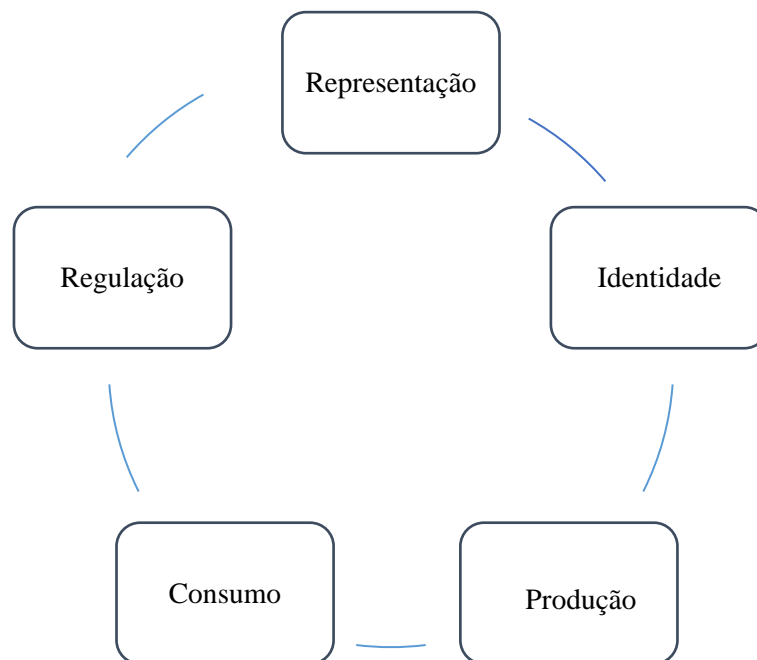 Representação
Regulação
Identidade
Consumo
Produção